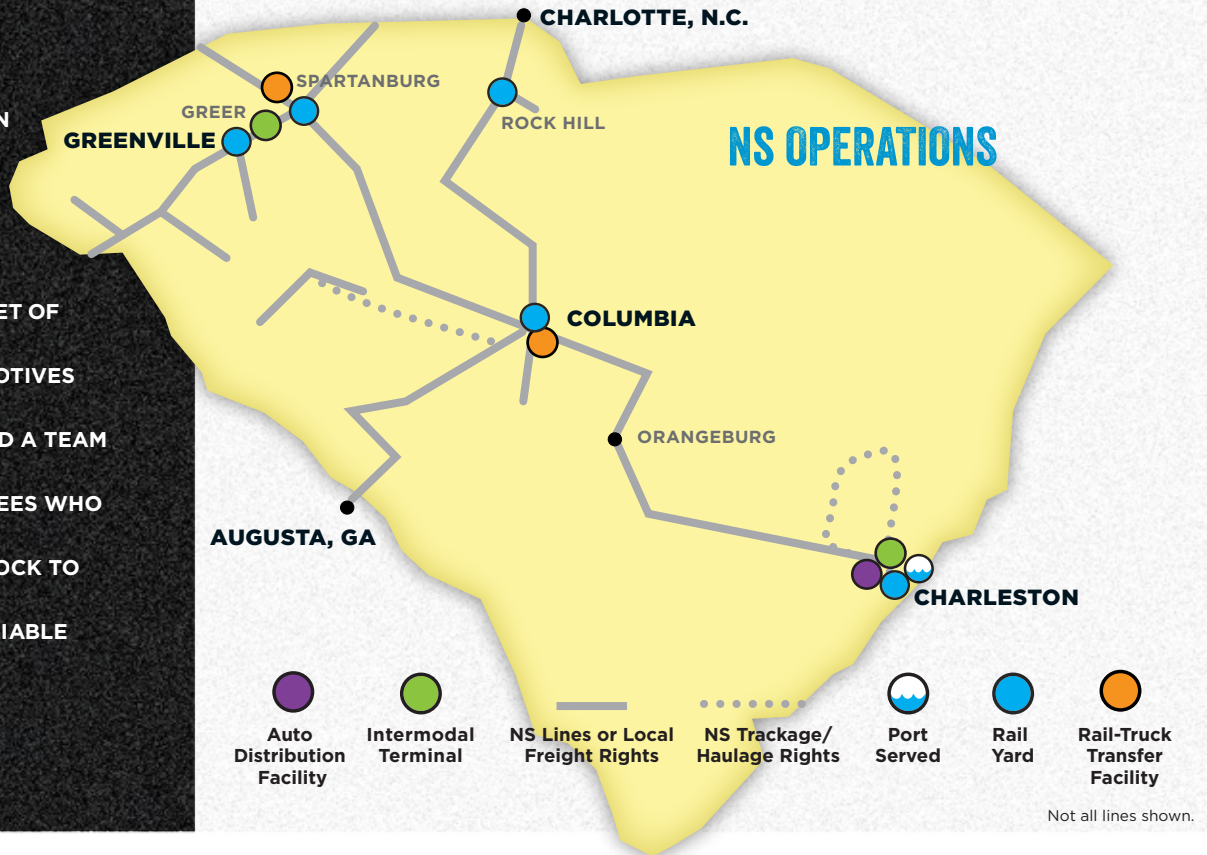 N
ET OF
OTIVES
D A TEAM
EES WHO
OCK TO
IABLE
CHARLOTTE, N.C.
SPARTANBURG
GREER
GREENVILLE
ROCK HILL
NS OPERATIONS
COLUMBIA
ORANGEBURG
AUGUSTA, GA
CHARLESTON
Auto
Distribution
Facility
Intermodal
Terminal
NS Lines or Local
Freight Rights
NS Trackage/
Haulage Rights
Port
Served
Rail
Yard
Rail-Truck
Transfer
Facility
Not all lines shown.